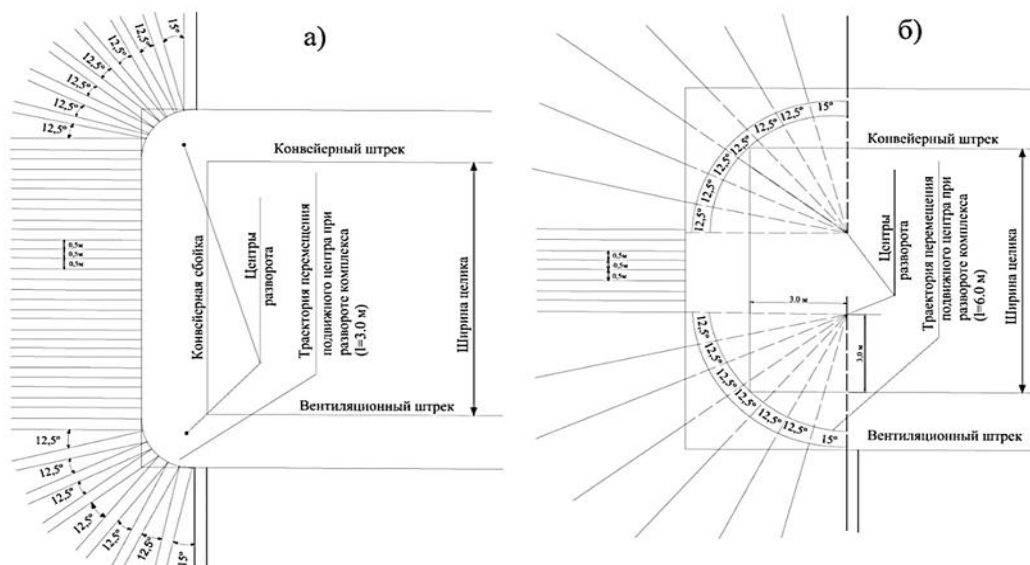 а)
15°
12,5°
12,5°
12,5°
12,5°
12,5°
12,5°
Конвейерный штрек
0,5м
0,5м
0,5м
Конвейерная сбойка
Центры
разворота
Траектория перемещения
подвижного центра при
развороте комплекса
(l=3.0 м)
Ширина целика
Вентиляционный штрек
12,5°
12,5°
12,5°
12,5°
12,5°
12,5°
15°
б)
12,5°
12,5°
12,5°
12,5°
12,5°
12,5°
15°
Конвейерный штрек
0,5м
0,5м
0,5м
3.0 м
3.0 м
Центры
разворота
Траектория перемещения
подвижного центра при
развороте комплекса
(l=6.0 м)
Ширина целика
12,5°
12,5°
12,5°
12,5°
12,5°
12,5°
15°
Вентиляционный штрек